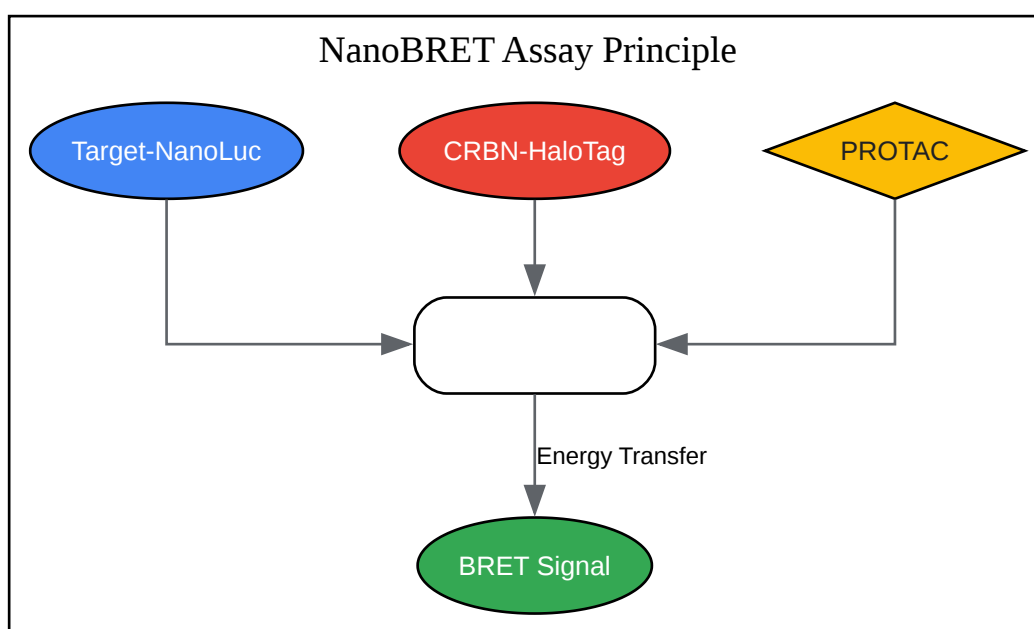 NanoBRET Assay Principle
Target-NanoLuc
CRBN-HaloTag
PROTAC
Energy Transfer
BRET Signal